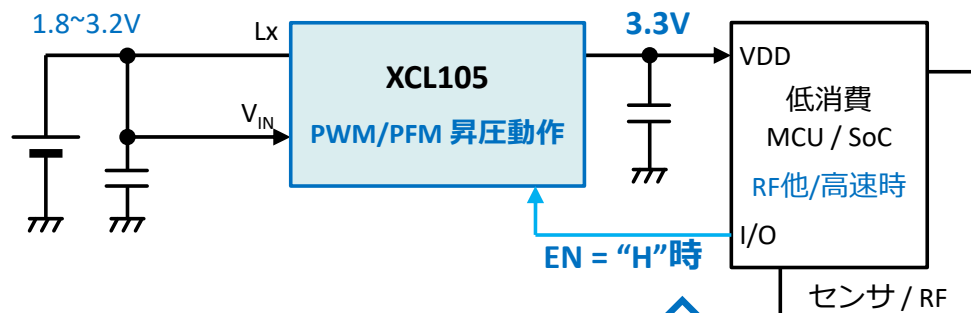 1.8~3.2V
Lx
3.3V
VDD
XCL105
低消費
MCU / SoC
VIN
PWM/PFM 昇圧動作
RF他/高速時
I/O
EN = “H”時
センサ / RF